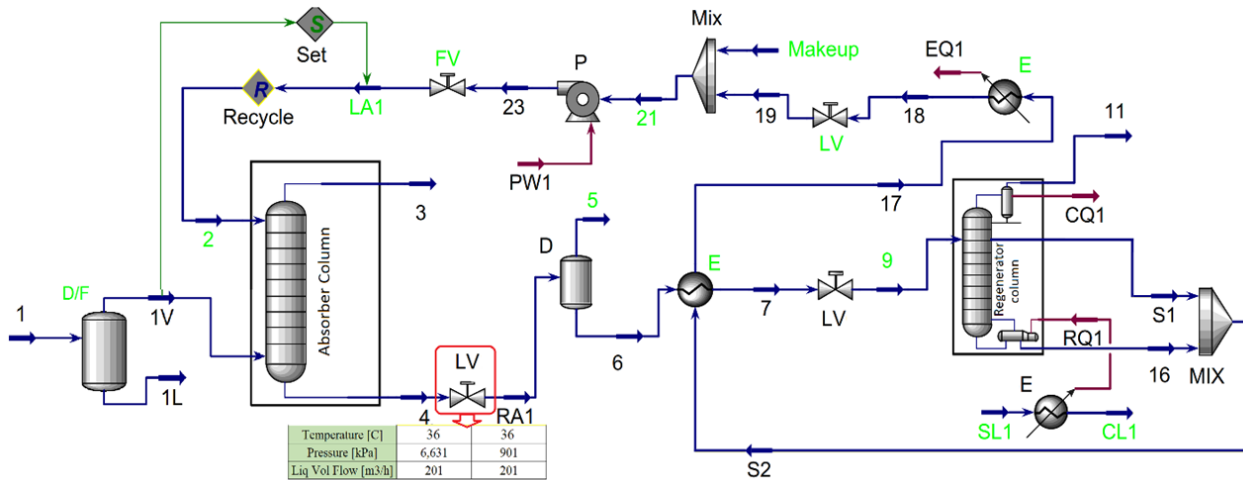 S
Set
Mix
Makeup
EQ1
E
FV
P
R
Recycle
LA1
23
21
19
LV
18
11
PW1
17
3
2
5
CQ1
Absorber Column
D/F
1V
D
E
9
Regenerator
column
1
7
LV
S1
6
RQ1
1L
LV
16
MIX
4
RA1
E
SL1
CL1
S2
Temperature [C] 36 36
Pressure [kPa] 6,631 901
Liq Vol Flow [m3/h] 201 201